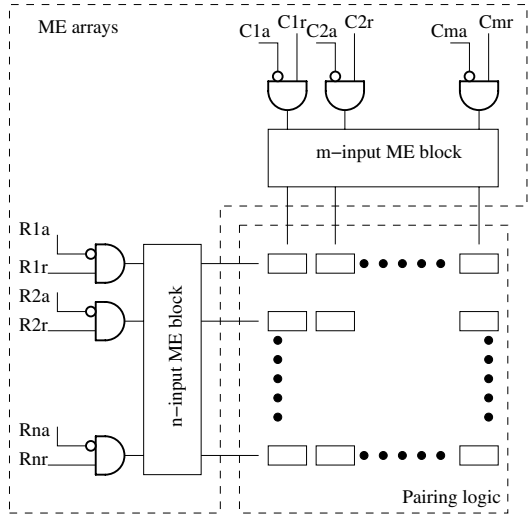 ME arrays
C1r C2r
C1a C2a Cma Cmr
m−input ME block
R1a
R1r
R2a
R2r
n−input ME block
Rna
Rnr
Pairing logic